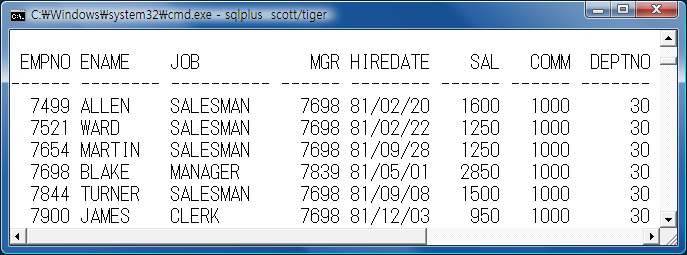 C:₩Windows₩system32₩cmd.exe - sqlplus  scott/tiger
EMPNO ENAME  JOB  MGR HIREDATE  SAL  COMM  DEPTNO
------ -------- ---------- ------ -------- ------ ------ -------
7499 ALLEN  SALESMAN  7698 81/02/20  1600  1000  30
7521 WARD  SALESMAN  7698 81/02/22  1250  1000  30
7654 MARTIN  SALESMAN  7698 81/09/28  1250  1000  30
7698 BLAKE  MANAGER  7839 81/05/01  2850  1000  30
7844 TURNER  SALESMAN  7698 81/09/08  1500  1000  30
7900 JAMES  CLERK  7698 81/12/03  950  1000  30